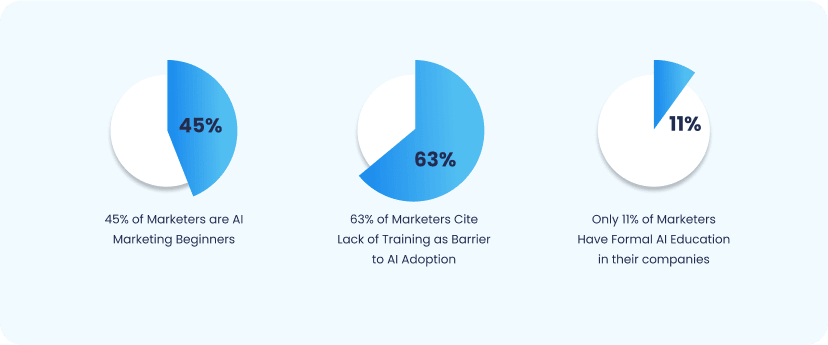 45%
63%
11%
45% of Marketers are AI
Marketing Beginners
63% of Marketers Cite
Lack of Training as Barrier
to AI Adoption
Only 11% of Marketers
Have Formal AI Education
in their companies